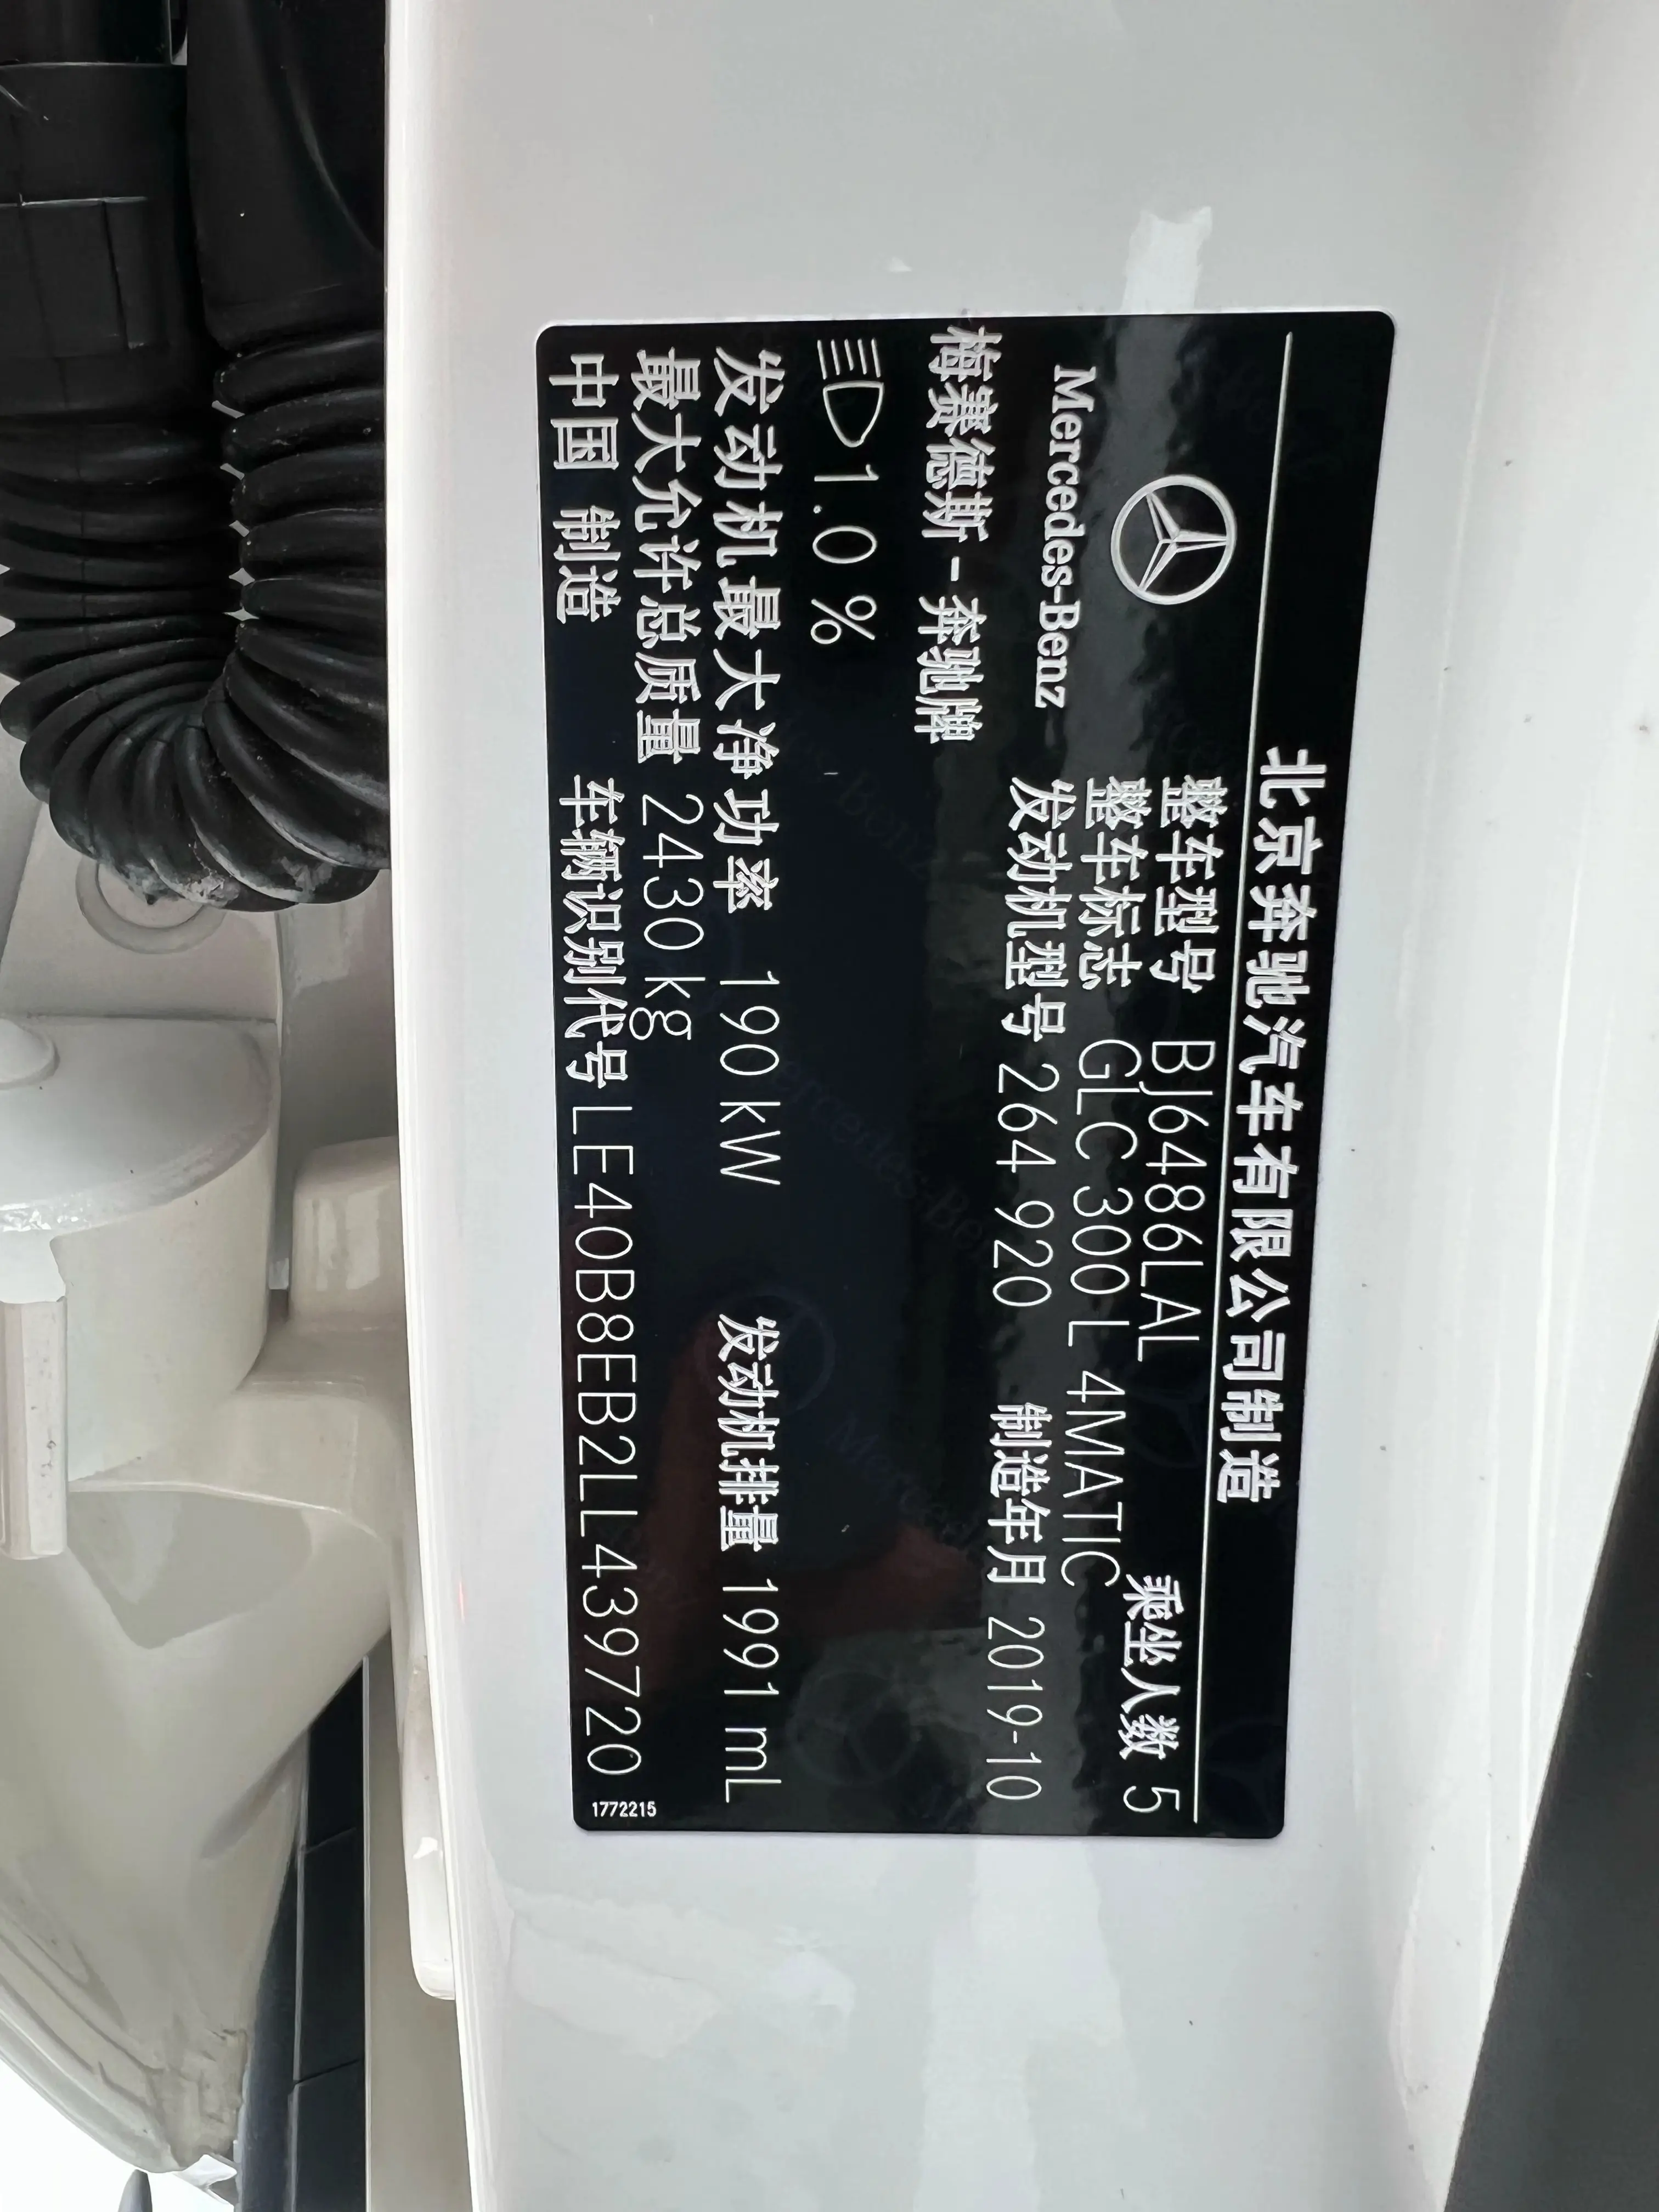 北京奔驰汽车有限公司制造
Mercedes-Benz
梅赛德斯-奔驰牌
整车型号 BJ6486LAL 乘坐人数 5
整车标志 GLC 300 L 4MATIC
发动机型号 264 920 制造年月 2019-10
1.0 %
发动机最大净功率 190 kW 发动机排量 1991 mL
最大允许总质量 2430 kg
中国 制造 车辆识别代号 LE40B8EB2LL439720
1772215